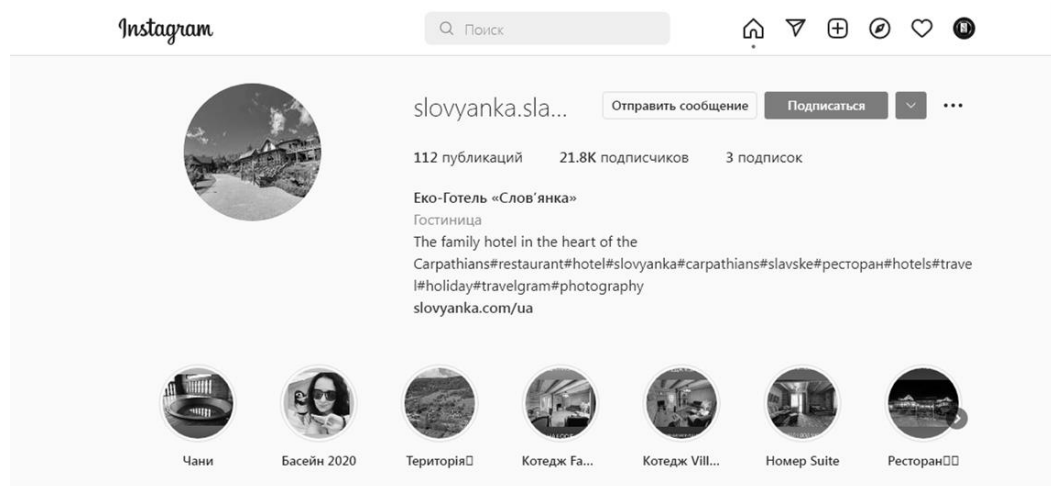 Instagram
Поиск
slovyanka.sla...
Отправить сообщение
Подписаться
112 публикаций 21.8K подписчиков 3 подписок
Еко-Готель «Слов'янка»
Гостиница
The family hotel in the heart of the
Carpathians#restaurant#hotel#slovyanka#carpathians#slavske#ресторан#hotels#trave
l#holiday#travelgram#photography
slovyanka.com/ua
Чани
Басейн 2020
Територія
Котедж Fa...
Котедж Vill...
Номер Suite
Ресторан